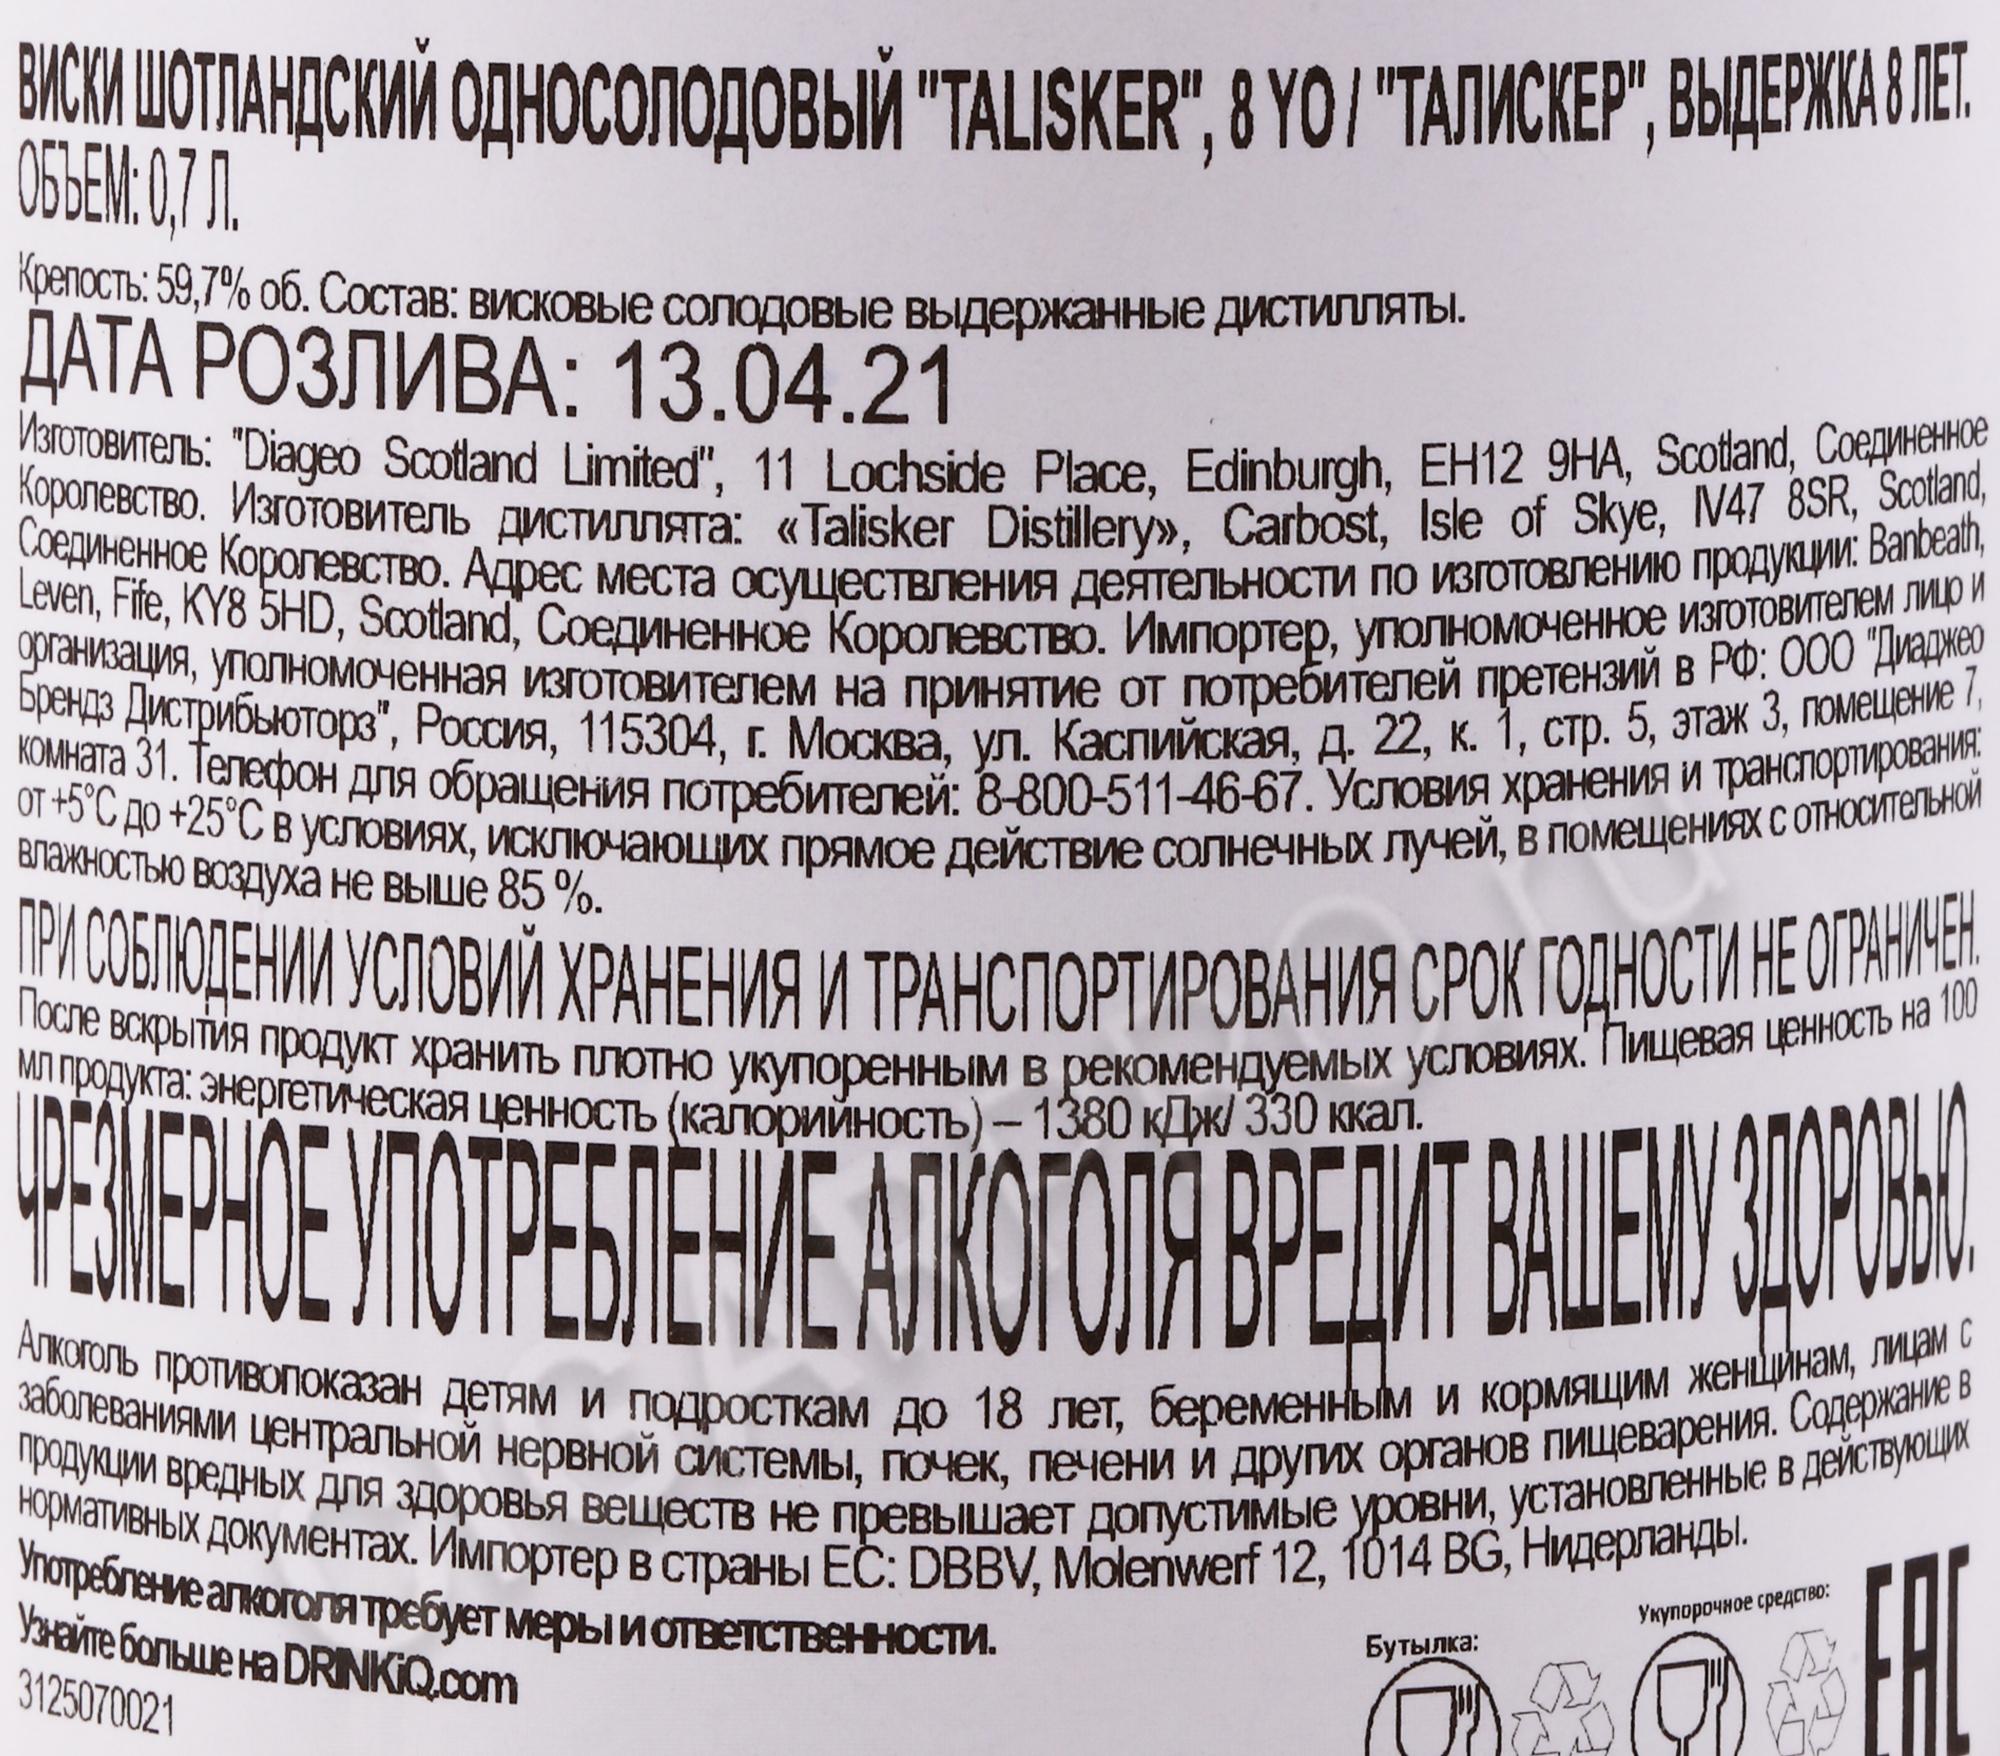 ВИСКИ ШОТЛАНДСКИЙ ОДНОСОЛОДОВЫЙ "TALISKER", 8 YO / "ТАЛИСКЕР", ВЫДЕРЖКА 8 ЛЕТ.
ОБЪЕМ: 0,7 Л.
Крепость: 59,7% об. Состав: висковые солодовые выдержанные дистилляты.
ДАТА РОЗЛИВА: 13.04.21
Изготовитель: "Diageo Scotland Limited", 11 Lochside Place, Edinburgh, EH12 9HA, Scotland, Соединенное
Королевство. Изготовитель дистиллята: «Talisker Distillery», Carbost, Isle of Skye, IV47 8SR, Scotland,
Соединенное Королевство. Адрес места осуществления деятельности по изготовлению продукции: Banbeath,
Leven, Fife, KY8 5HD, Scotland, Соединенное Королевство. Импортер, уполномоченное изготовителем лицо и
организация, уполномоченная изготовителем на принятие от потребителей претензий в РФ: ООО "Диаджео
Брендз Дистрибьюторз", Россия, 115304, г. Москва, ул. Каспийская, д. 22, к. 1, стр. 5, этаж 3, помещение 7,
комната 31. Телефон для обращения потребителей: 8-800-511-46-67. Условия хранения и транспортирования:
от +5°С до +25°С в условиях, исключающих прямое действие солнечных лучей, в помещениях с относительной
влажностью воздуха не выше 85 %.
ПРИ СОБЛЮДЕНИИ УСЛОВИЙ ХРАНЕНИЯ И ТРАНСПОРТИРОВАНИЯ СРОК ГОДНОСТИ НЕ ОГРАНИЧЕН.
После вскрытия продукт хранить плотно укупоренным в рекомендуемых условиях. Пищевая ценность на 100
мл продукта: энергетическая ценность (калорийность) – 1380 кДж/ 330 ккал.
ЧРЕЗМЕРНОЕ УПОТРЕБЛЕНИЕ АЛКОГОЛЯ ВРЕДИТ ВАШЕМУ ЗДОРОВЬЮ.
Алкоголь противопоказан детям и подросткам до 18 лет, беременным и кормящим женщинам, лицам с
заболеваниями центральной нервной системы, почек, печени и других органов пищеварения. Содержание в
продукции вредных для здоровья веществ не превышает допустимые уровни, установленные в действующих
нормативных документах. Импортер в страны ЕС: DBBV, Molenwerf 12, 1014 BG, Нидерланды.
Употребление алкоголя требует меры и ответственности.
Узнайте больше на DRINKiQ.com
3125070021
Бутылка:
Укупорочное средство:
EAC